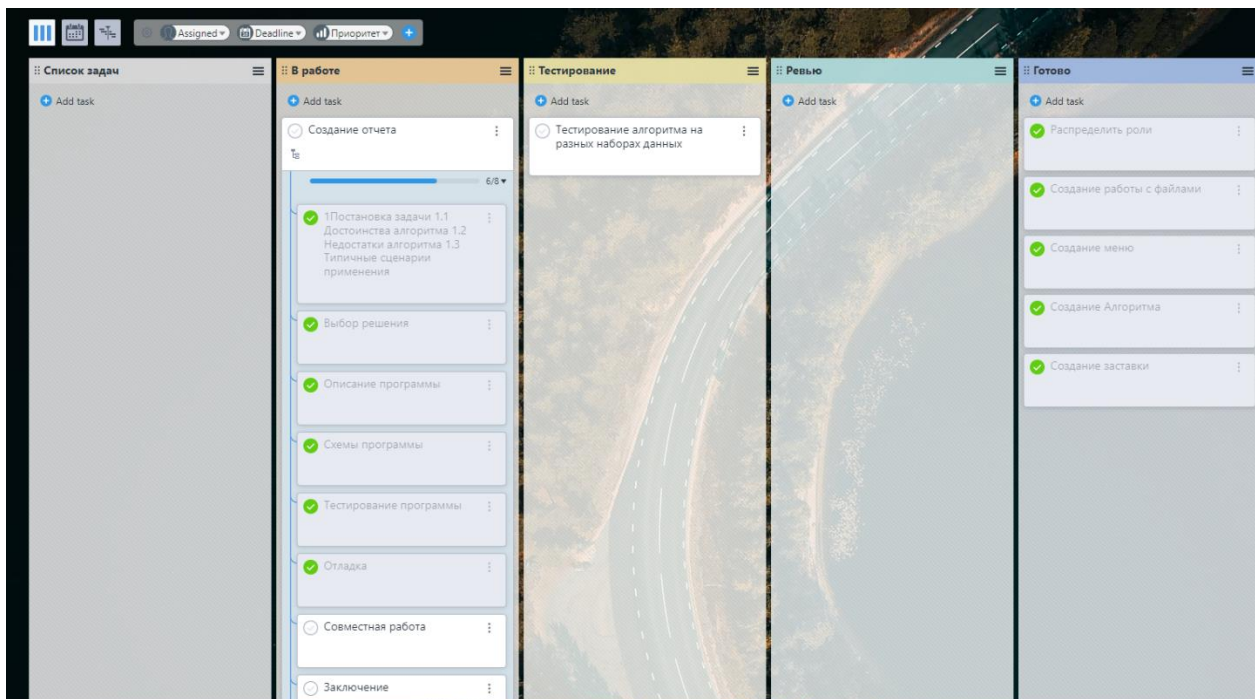 Assigned
Deadline
Приоритет
Список задач
Add task
В работе
Add task
Создание отчета
6/8
1Постановка задачи 1.1
Достоинства алгоритма 1.2
Недостатки алгоритма 1.3
Типичные сценарии
применения
Выбор решения
Описание программы
Схемы программы
Тестирование программы
Отладка
Совместная работа
Заключение
Тестирование
Add task
Тестирование алгоритма на
разных наборах данных
Ревью
Add task
Готово
Add task
Распределить роли
Создание работы с файлами
Создание меню
Создание Алгоритма
Создание заставки